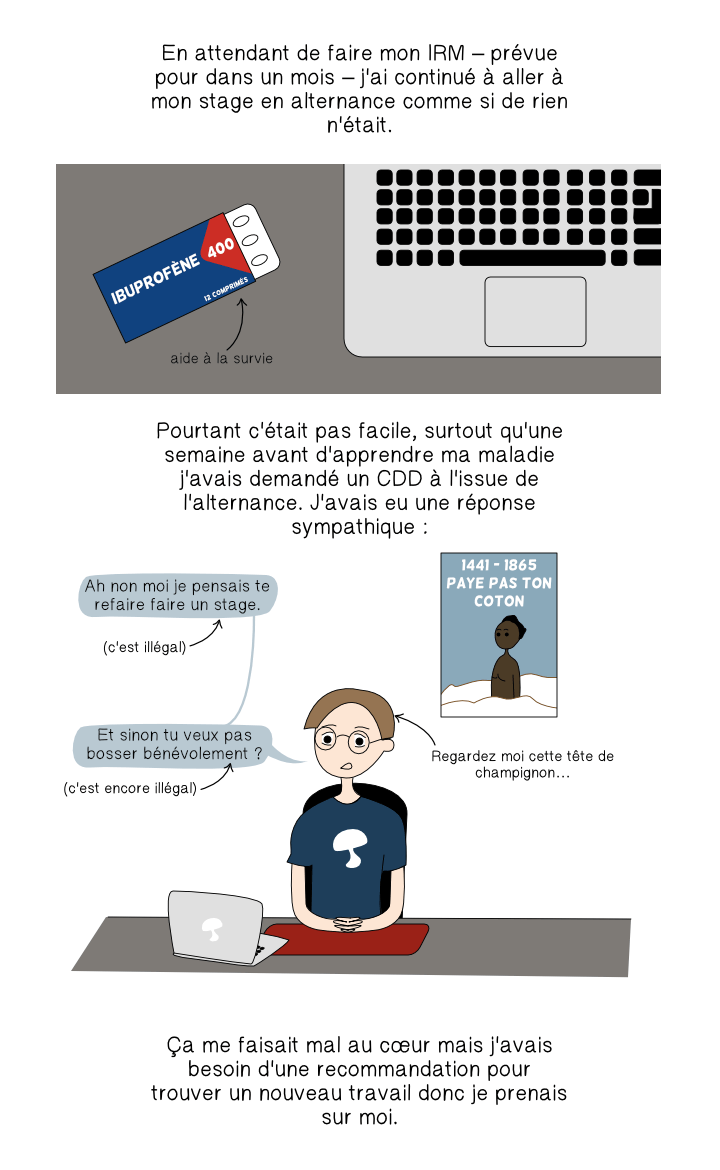 En attendant de faire mon IRM – prévue
pour dans un mois – j'ai continué à aller à
mon stage en alternance comme si de rien
n'était.
IBUPROFÈNE 400
12 COMPRIMÉS
aide à la survie
Pourtant c'était pas facile, surtout qu'une
semaine avant d'apprendre ma maladie
j'avais demandé un CDD à l'issue de
l'alternance. J'avais eu une réponse
sympathique :
Ah non moi je pensais te
refaire faire un stage.
(c'est illégal)
1441 - 1865
PAYE PAS TON
COTON
Et sinon tu veux pas
bosser bénévolement ?
(c'est encore illégal)
Regardez moi cette tête de
champignon...
Ça me faisait mal au cœur mais j'avais
besoin d'une recommandation pour
trouver un nouveau travail donc je prenais
sur moi.